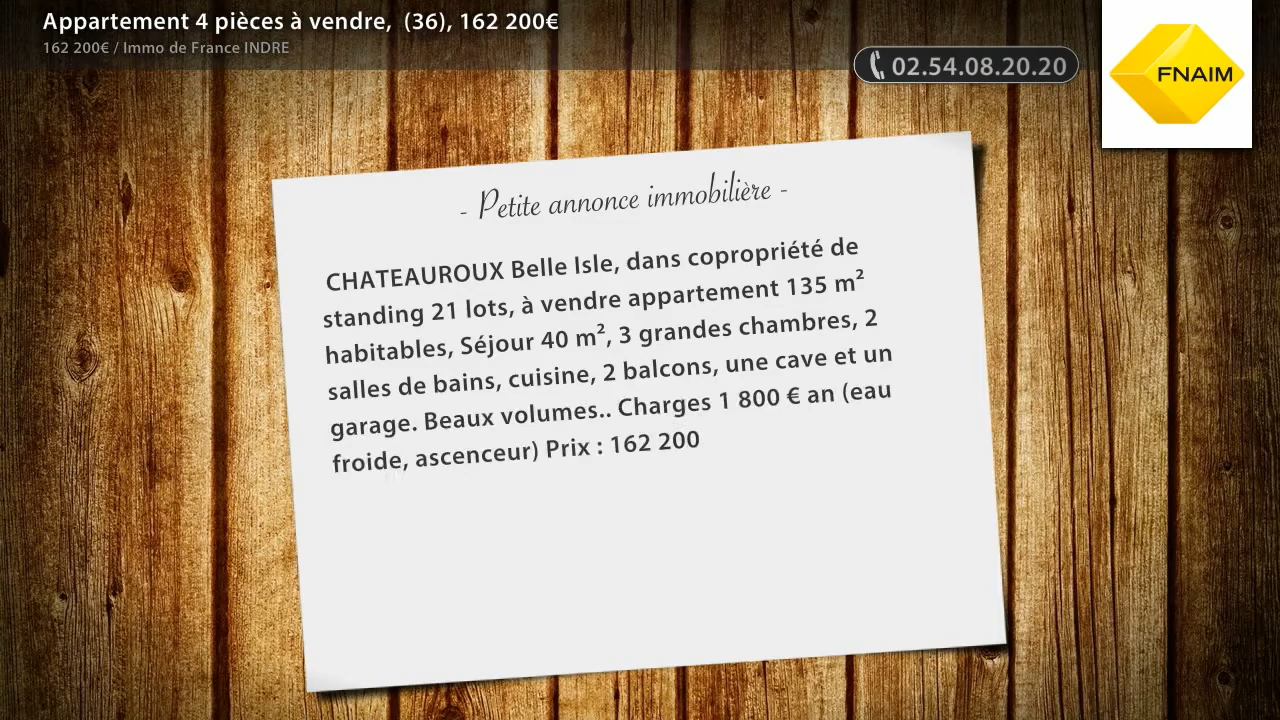 Appartement 4 pièces à vendre, (36), 162 200€
162 200€ / Immo de France INDRE
02.54.08.20.20
FNAIM
- Petite annonce immobilière -
CHATEAUROUX Belle Isle, dans copropriété de
standing 21 lots, à vendre appartement 135 m²
habitables, Séjour 40 m², 3 grandes chambres, 2
salles de bains, cuisine, 2 balcons, une cave et un
garage. Beaux volumes.. Charges 1 800 € an (eau
froide, ascenceur) Prix : 162 200